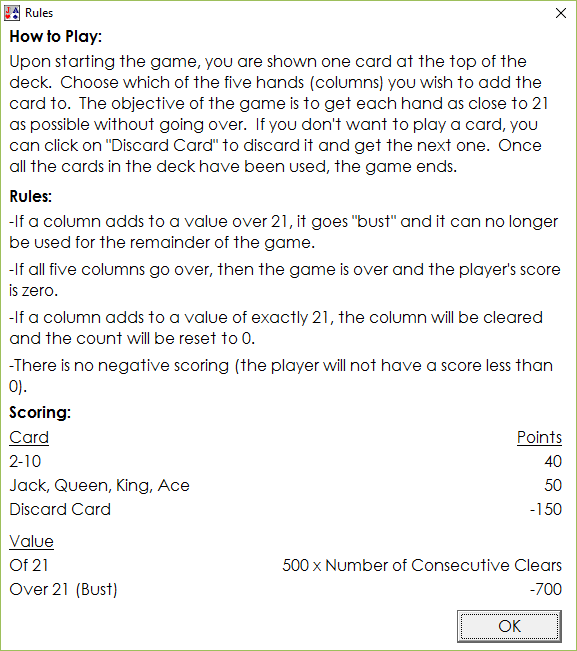 Rules
How to Play:
Upon starting the game, you are shown one card at the top of the
deck.  Choose which of the five hands (columns) you wish to add the
card to.  The objective of the game is to get each hand as close to 21
as possible without going over.  If you don't want to play a card, you
can click on "Discard Card" to discard it and get the next one.  Once
all the cards in the deck have been used, the game ends.
Rules:
-If a column adds to a value over 21, it goes "bust" and it can no longer
be used for the remainder of the game.
-If all five columns go over, then the game is over and the player's score
is zero.
-If a column adds to a value of exactly 21, the column will be cleared
and the count will be reset to 0.
-There is no negative scoring (the player will not have a score less than
0).
Scoring:
Card Points
2-10 40
Jack, Queen, King, Ace 50
Discard Card -150
Value
Of 21 500 x Number of Consecutive Clears
Over 21 (Bust) -700
OK